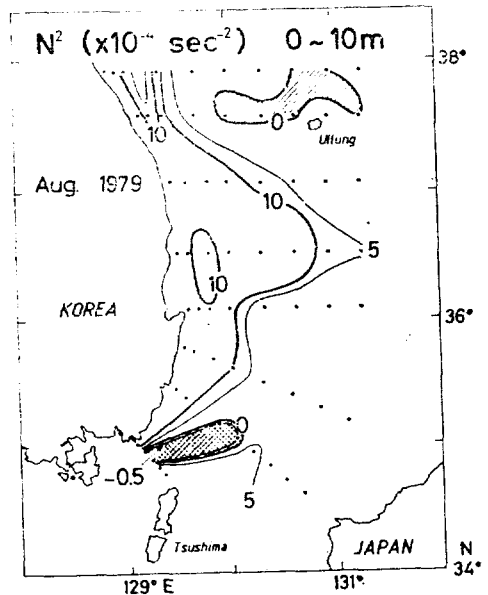 N² (x10⁻⁴ sec⁻²) 0~10m
38°
0
Ullung
10
Aug. 1979
10
5
10
KOREA
36°
0
-0.5
5
Tsushima
JAPAN
N
34°
129° E
131°